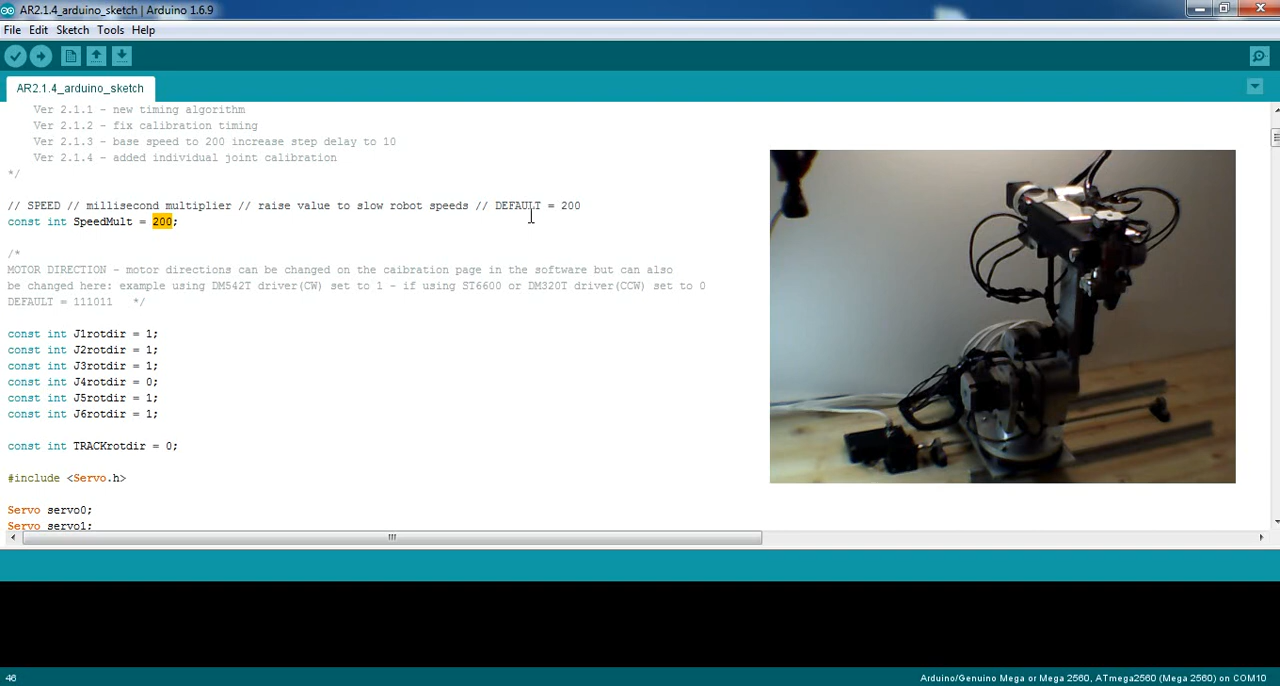 AR2.1.4_arduino_sketch | Arduino 1.6.9
File Edit Sketch Tools Help
AR2.1.4_arduino_sketch
Ver 2.1.1 - new timing algorithm
Ver 2.1.2 - fix calibration timing
Ver 2.1.3 - base speed to 200 increase step delay to 10
Ver 2.1.4 - added individual joint calibration
*/
// SPEED // millisecond multiplier // raise value to slow robot speeds // DEFAULT = 200
const int SpeedMult = 200;
/*
MOTOR DIRECTION - motor directions can be changed on the caibration page in the software but can also
be changed here: example using DM542T driver(CW) set to 1 - if using ST6600 or DM320T driver(CCW) set to 0
DEFAULT = 111011 */
const int J1rotdir = 1;
const int J2rotdir = 1;
const int J3rotdir = 1;
const int J4rotdir = 0;
const int J5rotdir = 1;
const int J6rotdir = 1;
const int TRACKrotdir = 0;
#include <Servo.h>
Servo servo0;
Servo servo1;
46
Arduino/Genuino Mega or Mega 2560, ATmega2560 (Mega 2560) on COM10